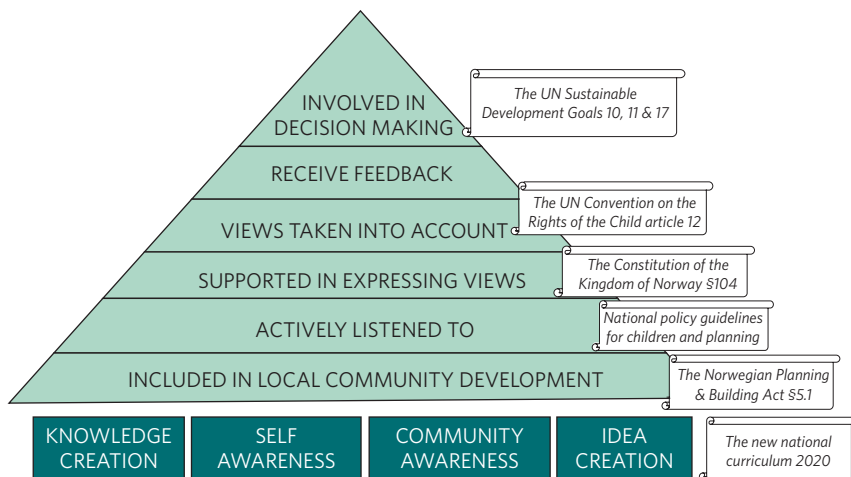 INVOLVED IN
DECISION MAKING
The UN Sustainable
Development Goals 10, 11 & 17
RECEIVE FEEDBACK
The UN Convention on the
Rights of the Child article 12
VIEWS TAKEN INTO ACCOUNT
SUPPORTED IN EXPRESSING VIEWS
The Constitution of the
Kingdom of Norway §104
ACTIVELY LISTENED TO
National policy guidelines
for children and planning
INCLUDED IN LOCAL COMMUNITY DEVELOPMENT
The Norwegian Planning
& Building Act §5.1
KNOWLEDGE
CREATION
SELF
AWARENESS
COMMUNITY
AWARENESS
IDEA
CREATION
The new national
curriculum 2020